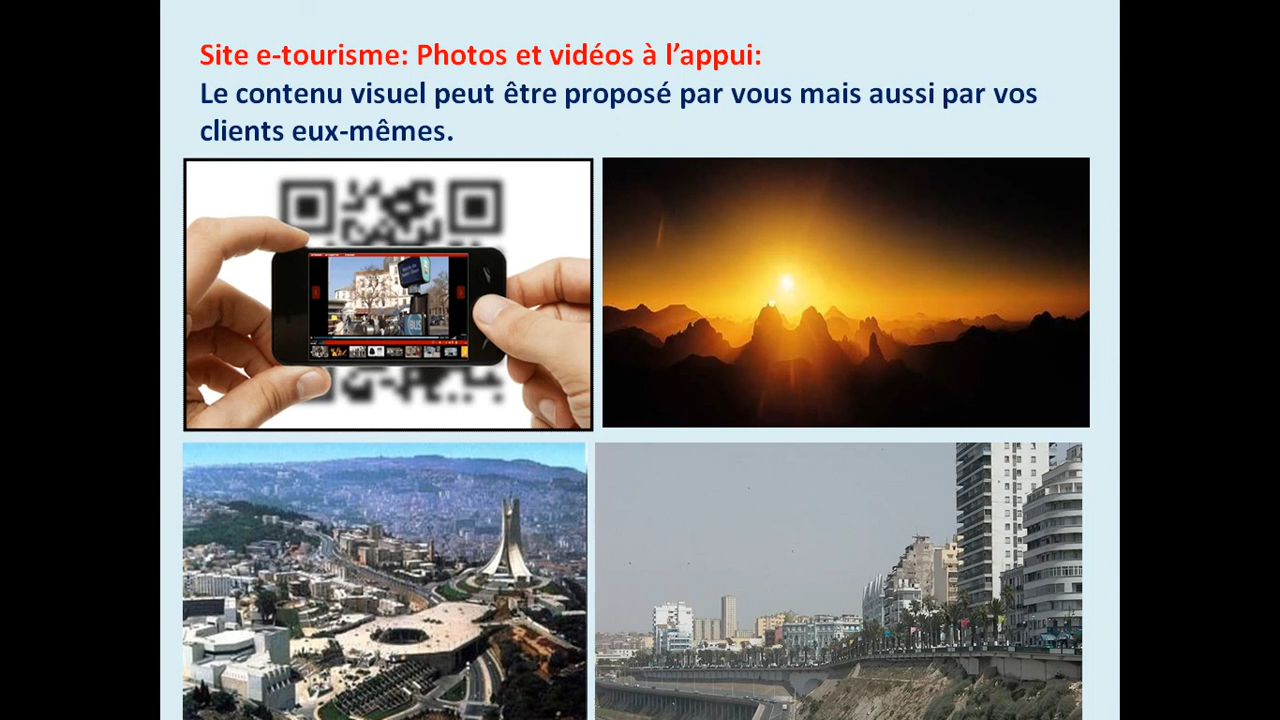 Site e-tourisme: Photos et vidéos à l’appui:
Le contenu visuel peut être proposé par vous mais aussi par vos
clients eux-mêmes.
BUS